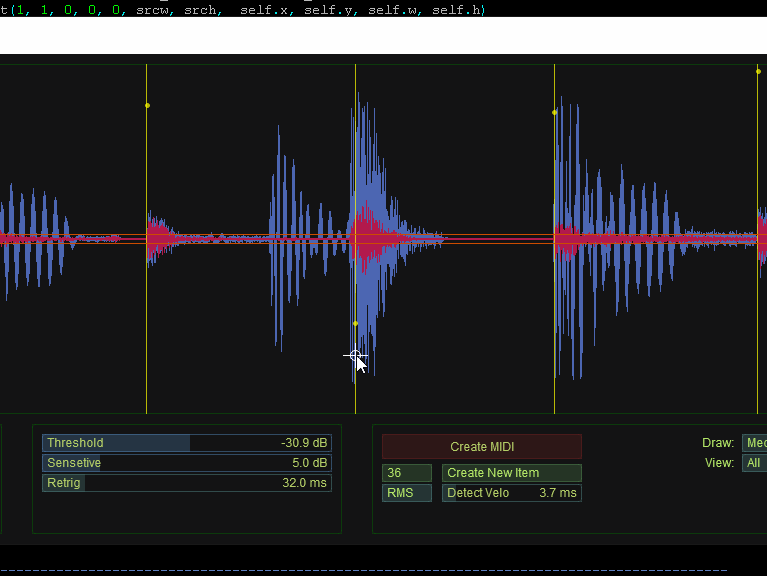 t(1, 1, 0, 0, 0, srcw, srch,  self.x, self.y, self.w, self.h)
Threshold -30.9 dB
Sensetive 5.0 dB
Retrig 32.0 ms
Create MIDI
36 Create New Item
RMS Detect Velo 3.7 ms
Draw: Med
View: All